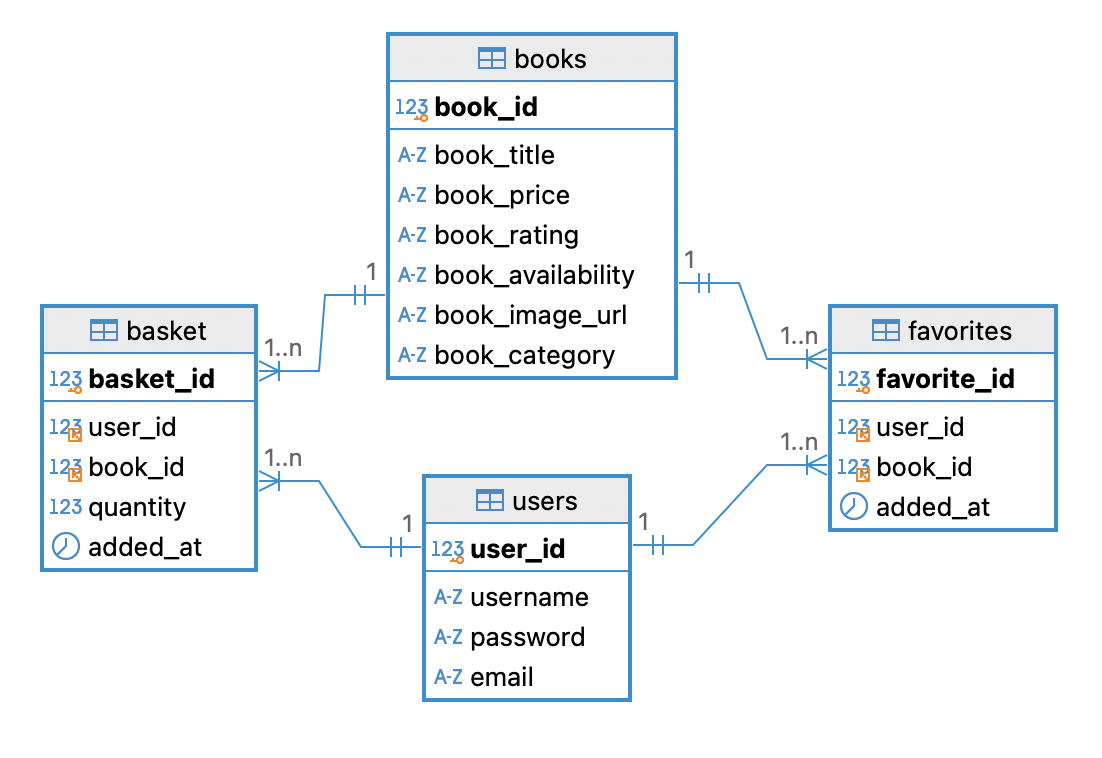 books
123 book_id
A-Z book_title
A-Z book_price
A-Z book_rating
A-Z book_availability
A-Z book_image_url
A-Z book_category
1
1..n
1
1..n
basket
123 basket_id
123 user_id
123 book_id
123 quantity
added_at
favorites
123 favorite_id
123 user_id
123 book_id
added_at
1..n
1
1
1..n
users
123 user_id
A-Z username
A-Z password
A-Z email